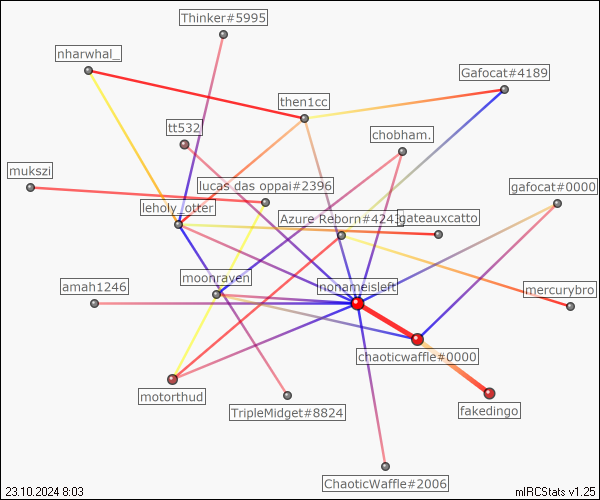 Thinker#5995
nharwhal_
Gafocat#4189
then1cc
tt532
chobham.
mukszi
lucas das oppai#2396
gafocat#0000
leholy_otter
Azure Reborn#4243
gateauxcatto
moonraven
nonameisleft
amah1246
mercurybro
chaoticwaffle#0000
motorthud
TripleMidget#8824
fakedingo
ChaoticWaffle#2006
23.10.2024 8:03
mIRCStats v1.25